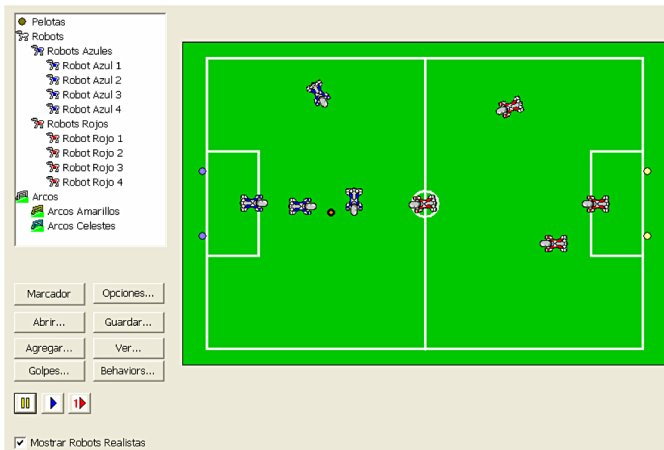 Pelotas
Robots
Robots Azules
Robot Azul 1
Robot Azul 2
Robot Azul 3
Robot Azul 4
Robots Rojos
Robot Rojo 1
Robot Rojo 2
Robot Rojo 3
Robot Rojo 4
Arcos
Arcos Amarillos
Arcos Celestes
Marcador Opciones...
Abrir... Guardar...
Agregar... Ver...
Golpes... Behaviors...
1
Mostrar Robots Realistas